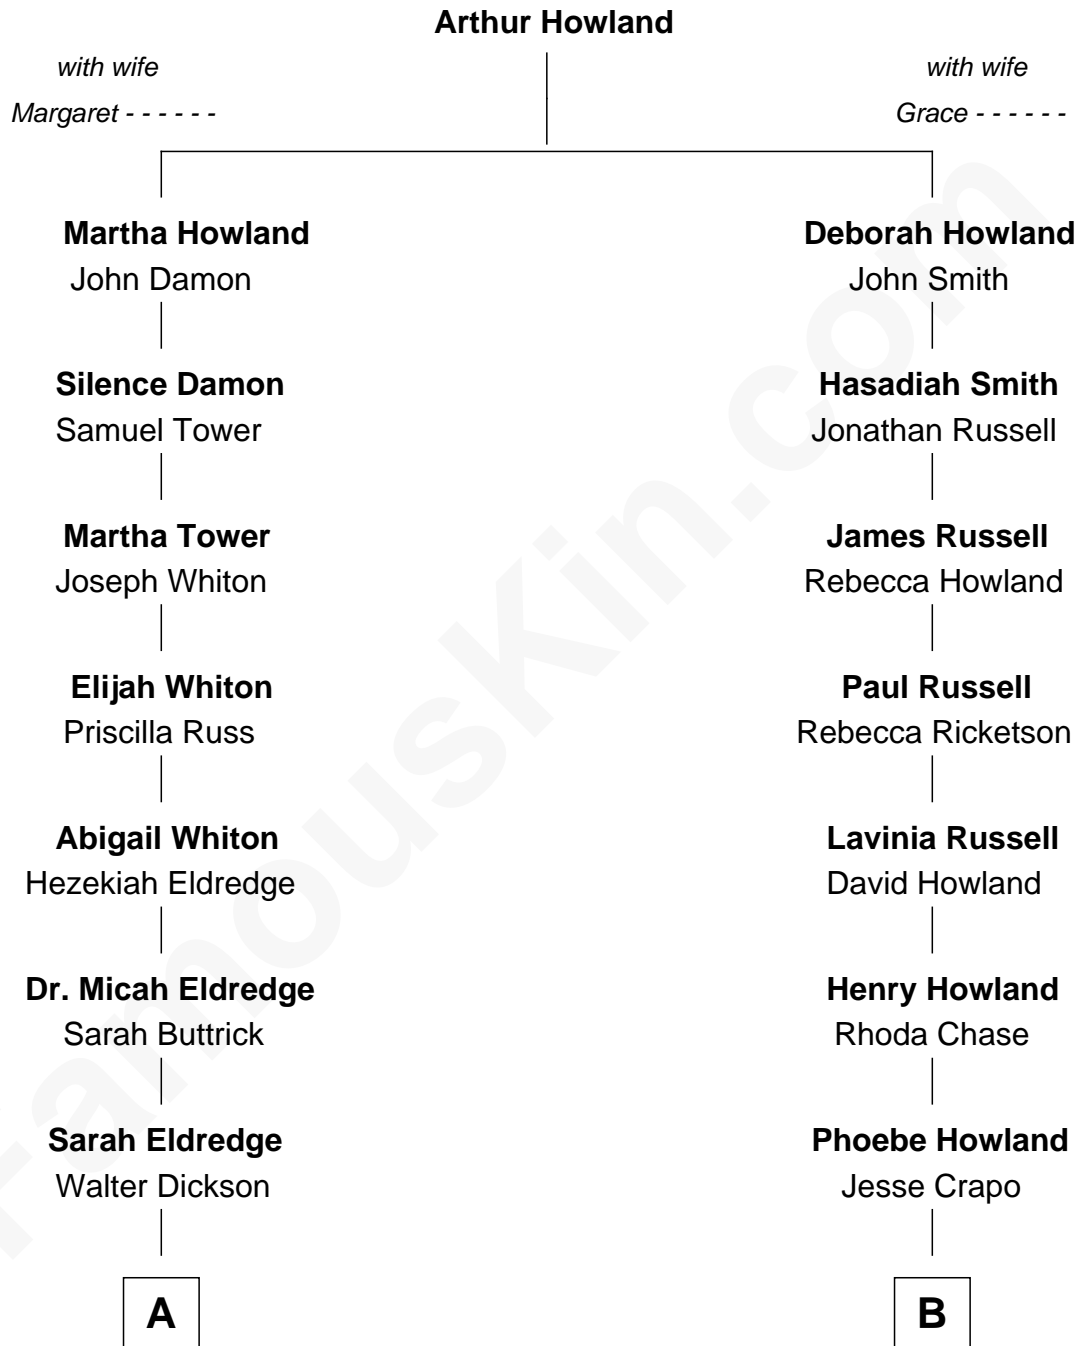 Arthur Howland
with wife
Margaret - - - - - -
with wife
Grace - - - - - -
Martha Howland
John Damon
Deborah Howland
John Smith
Silence Damon
Samuel Tower
Hasadiah Smith
Jonathan Russell
Martha Tower
Joseph Whiton
James Russell
Rebecca Howland
Elijah Whiton
Priscilla Russ
Paul Russell
Rebecca Ricketson
Abigail Whiton
Hezekiah Eldredge
Lavinia Russell
David Howland
Dr. Micah Eldredge
Sarah Buttrick
Henry Howland
Rhoda Chase
Sarah Eldredge
Walter Dickson
Phoebe Howland
Jesse Crapo
A
B
FamousKin.com